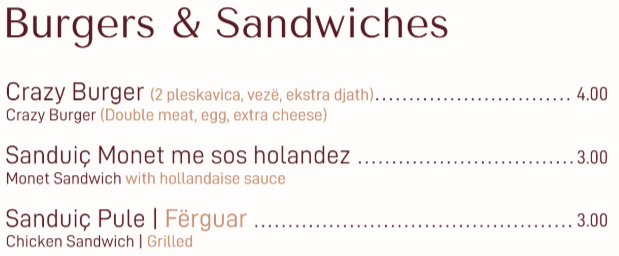 Burgers & Sandwiches
Crazy Burger (2 pleskavica, vezë, ekstra djath)............................. 4.00
Crazy Burger (Double meat, egg, extra cheese)
Sanduiç Monet me sos holandez ................................3.00
Monet Sandwich with hollandaise sauce
Sanduiç Pule | Fërguar ............................................... 3.00
Chicken Sandwich | Grilled